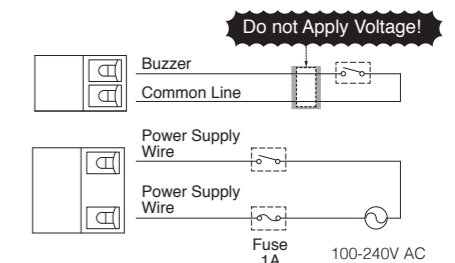 Do not Apply Voltage!
Buzzer
Common Line
Power Supply
Wire
Power Supply
Wire
Fuse
1A
100-240V AC